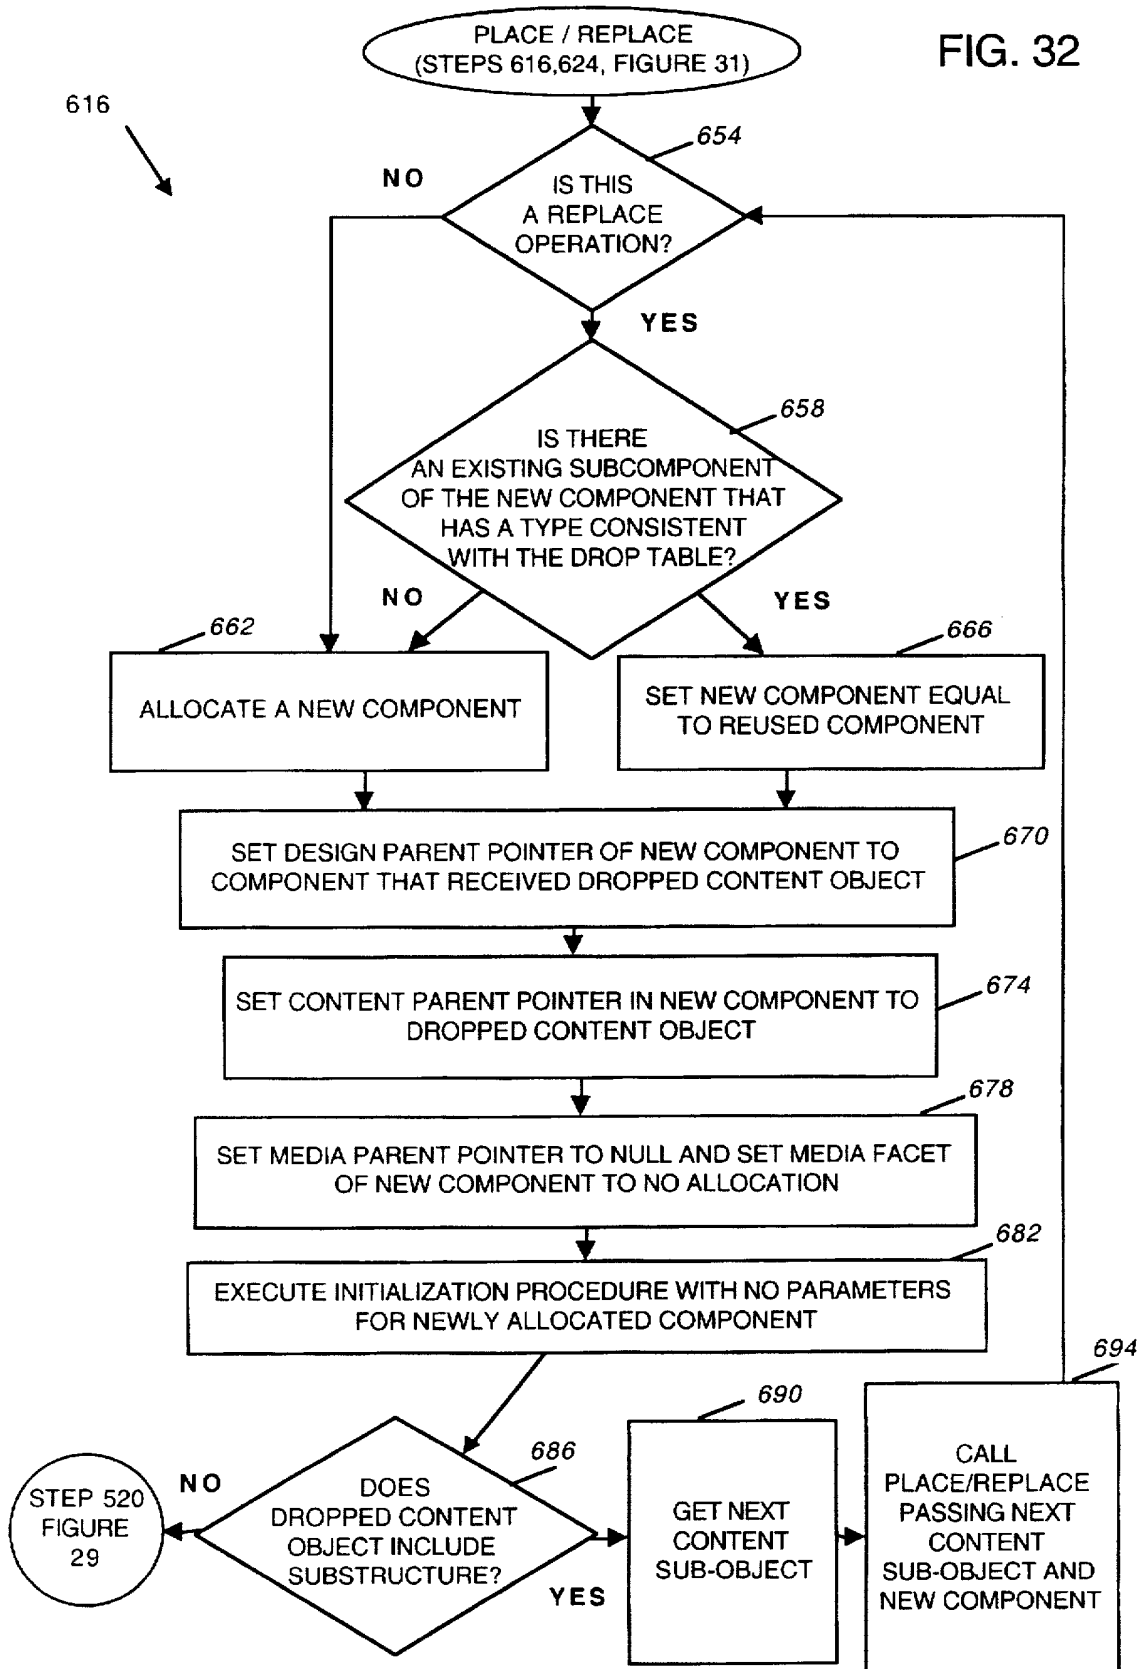 PLACE / REPLACE
(STEPS 616,624, FIGURE 31)
FIG. 32
616
654
NO
IS THIS
A REPLACE
OPERATION?
YES
658
IS THERE
AN EXISTING SUBCOMPONENT
OF THE NEW COMPONENT THAT
HAS A TYPE CONSISTENT
WITH THE DROP TABLE?
NO
YES
662
666
ALLOCATE A NEW COMPONENT
SET NEW COMPONENT EQUAL
TO REUSED COMPONENT
670
SET DESIGN PARENT POINTER OF NEW COMPONENT TO
COMPONENT THAT RECEIVED DROPPED CONTENT OBJECT
674
SET CONTENT PARENT POINTER IN NEW COMPONENT TO
DROPPED CONTENT OBJECT
678
SET MEDIA PARENT POINTER TO NULL AND SET MEDIA FACET
OF NEW COMPONENT TO NO ALLOCATION
682
EXECUTE INITIALIZATION PROCEDURE WITH NO PARAMETERS
FOR NEWLY ALLOCATED COMPONENT
686
DOES
DROPPED CONTENT
OBJECT INCLUDE
SUBSTRUCTURE?
NO
STEP 520
FIGURE
29
YES
690
GET NEXT
CONTENT
SUB-OBJECT
694
CALL
PLACE/REPLACE
PASSING NEXT
CONTENT
SUB-OBJECT AND
NEW COMPONENT